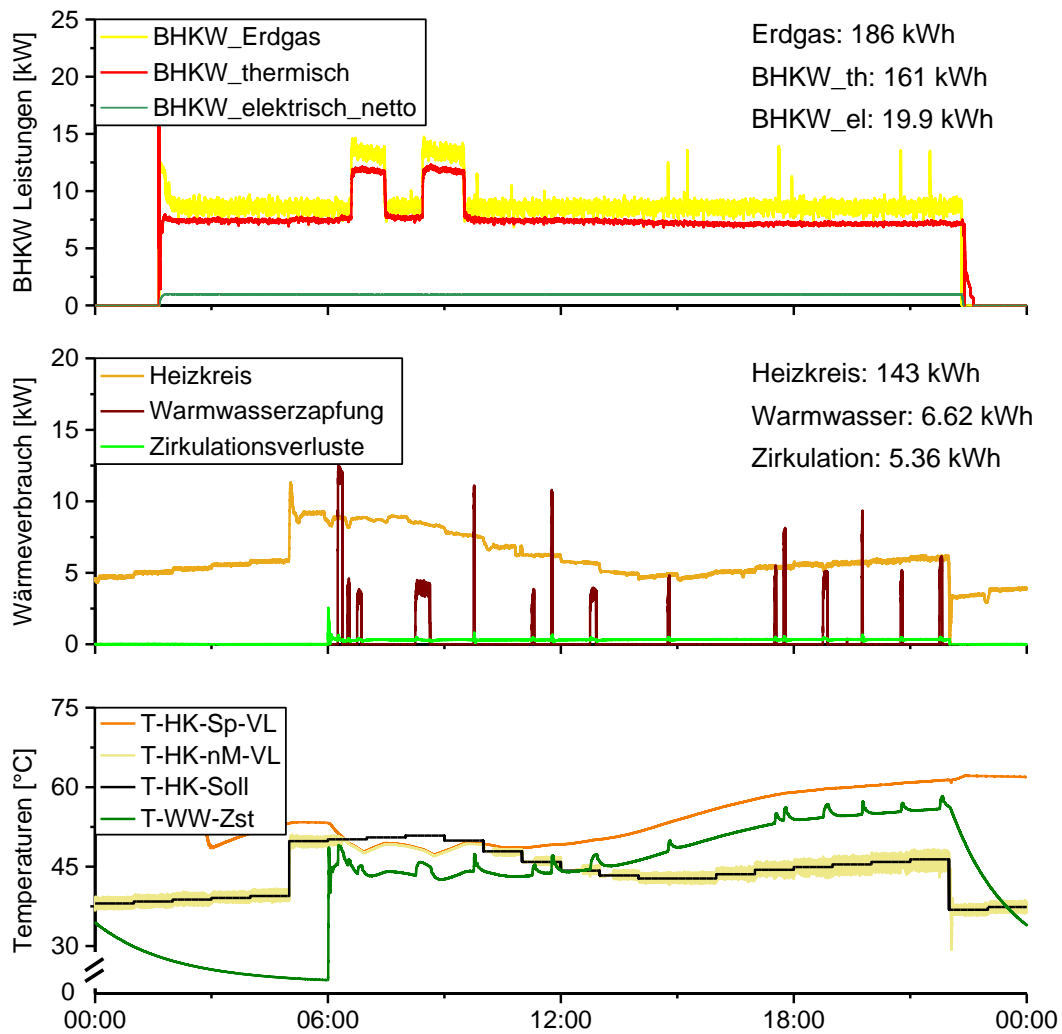 BHKW Leistungen [kW]
25
20
15
10
5
0
BHKW_Erdgas
BHKW_thermisch
BHKW_elektrisch_netto
Erdgas: 186 kWh
BHKW_th: 161 kWh
BHKW_el: 19.9 kWh
Wärmeverbrauch [kW]
20
15
10
5
0
Heizkreis
Warmwasserzapfung
Zirkulationsverluste
Heizkreis: 143 kWh
Warmwasser: 6.62 kWh
Zirkulation: 5.36 kWh
Temperaturen [°C]
75
60
45
30
0
T-HK-Sp-VL
T-HK-nM-VL
T-HK-Soll
T-WW-Zst
00:00 06:00 12:00 18:00 00:00